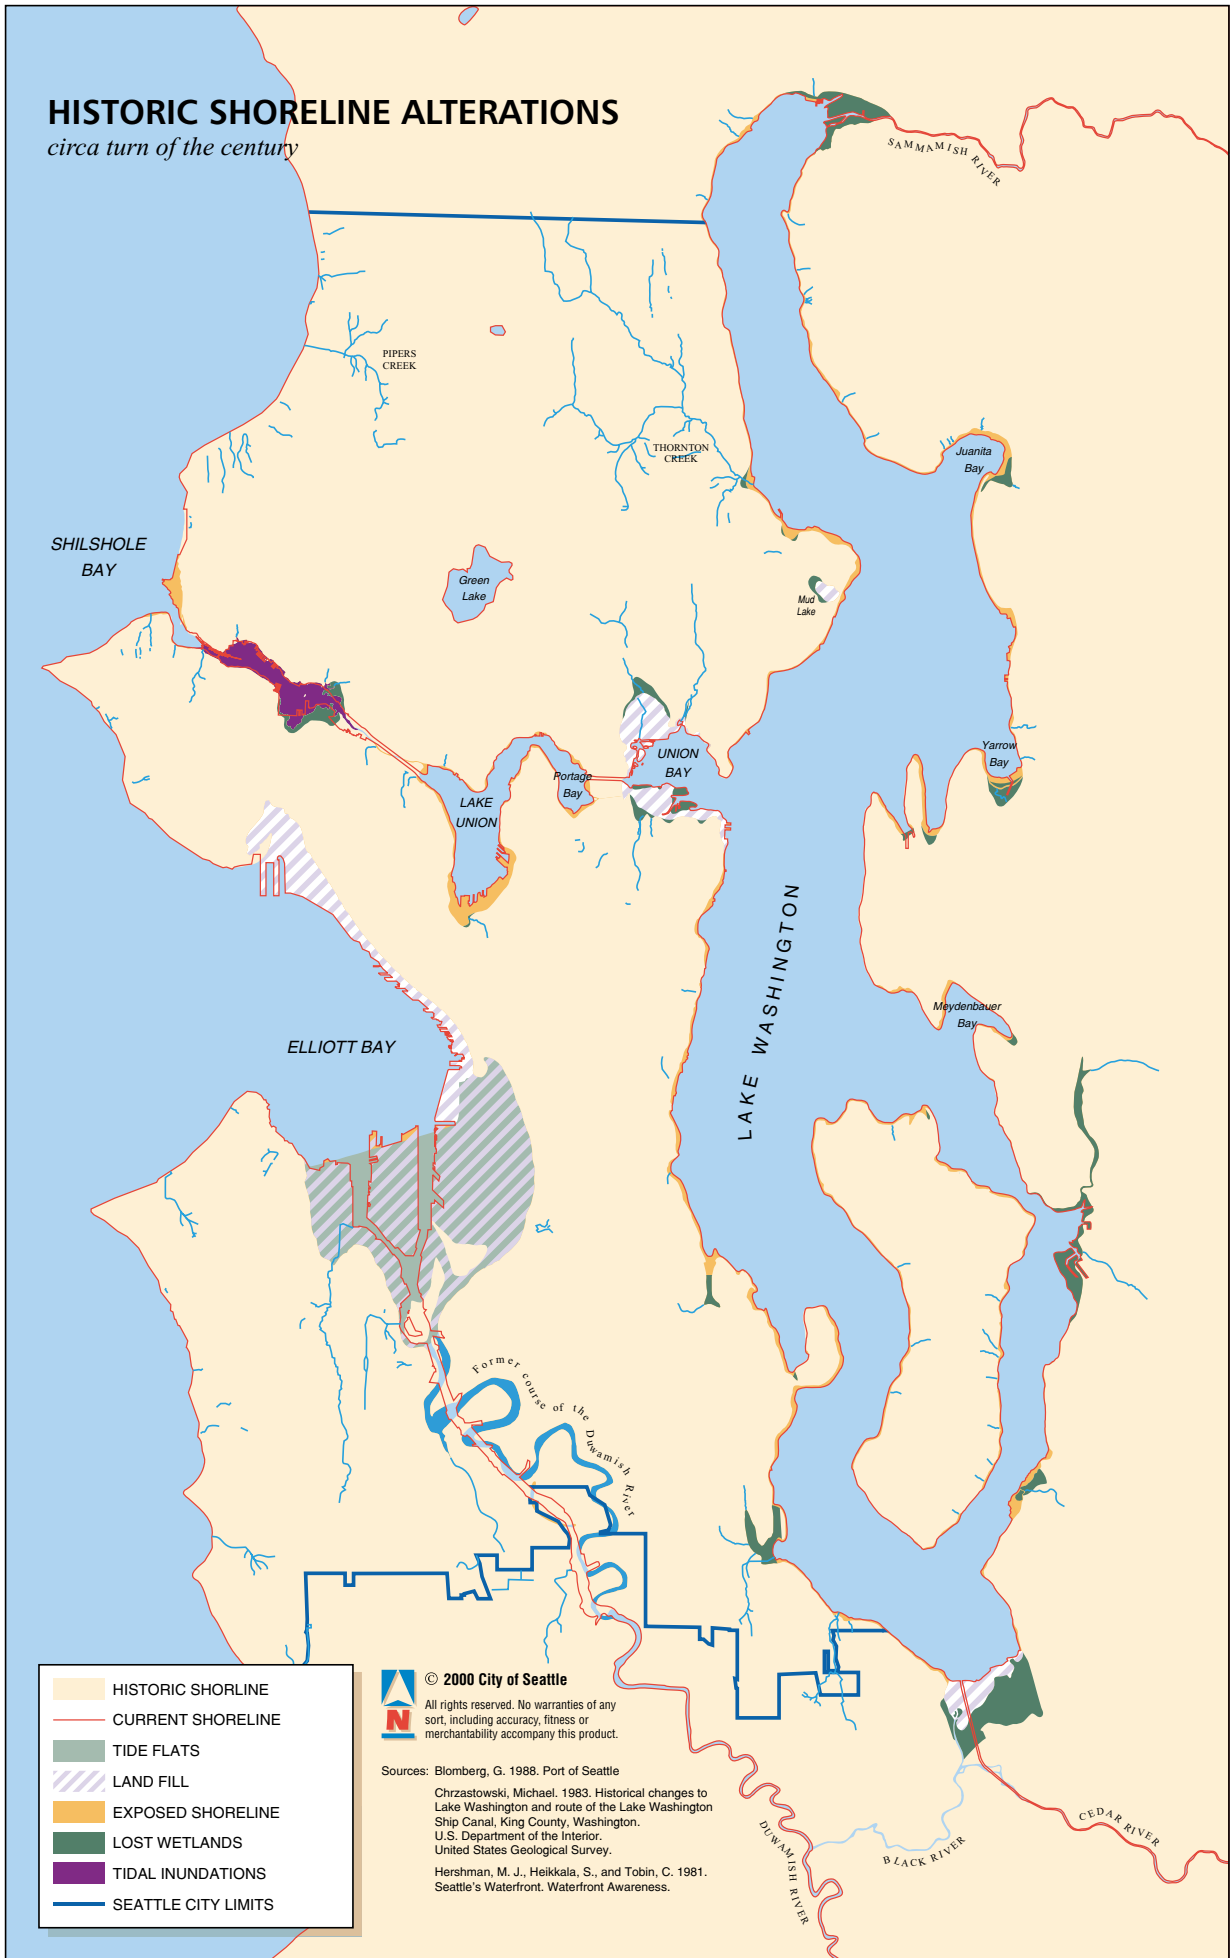 HISTORIC SHORELINE ALTERATIONS
circa turn of the century
SAMMAMISH RIVER
PIPERS
CREEK
THORNTON
CREEK
Juanita
Bay
SHILSHOLE
BAY
Green
Lake
Mud
Lake
UNION
BAY
Yarrow
Bay
Portage
Bay
LAKE
UNION
LAKE WASHINGTON
Meydenbauer
Bay
ELLIOTT BAY
Former course of the Duwamish River
HISTORIC SHORLINE
CURRENT SHORELINE
TIDE FLATS
LAND FILL
EXPOSED SHORELINE
LOST WETLANDS
TIDAL INUNDATIONS
SEATTLE CITY LIMITS
N
© 2000 City of Seattle
All rights reserved. No warranties of any
sort, including accuracy, fitness or
merchantability accompany this product.
Sources: Blomberg, G. 1988. Port of Seattle
Chrzastowski, Michael. 1983. Historical changes to
Lake Washington and route of the Lake Washington
Ship Canal, King County, Washington.
U.S. Department of the Interior.
United States Geological Survey.
Hershman, M. J., Heikkala, S., and Tobin, C. 1981.
Seattle's Waterfront. Waterfront Awareness.
DUWAMISH RIVER
BLACK RIVER
CEDAR RIVER